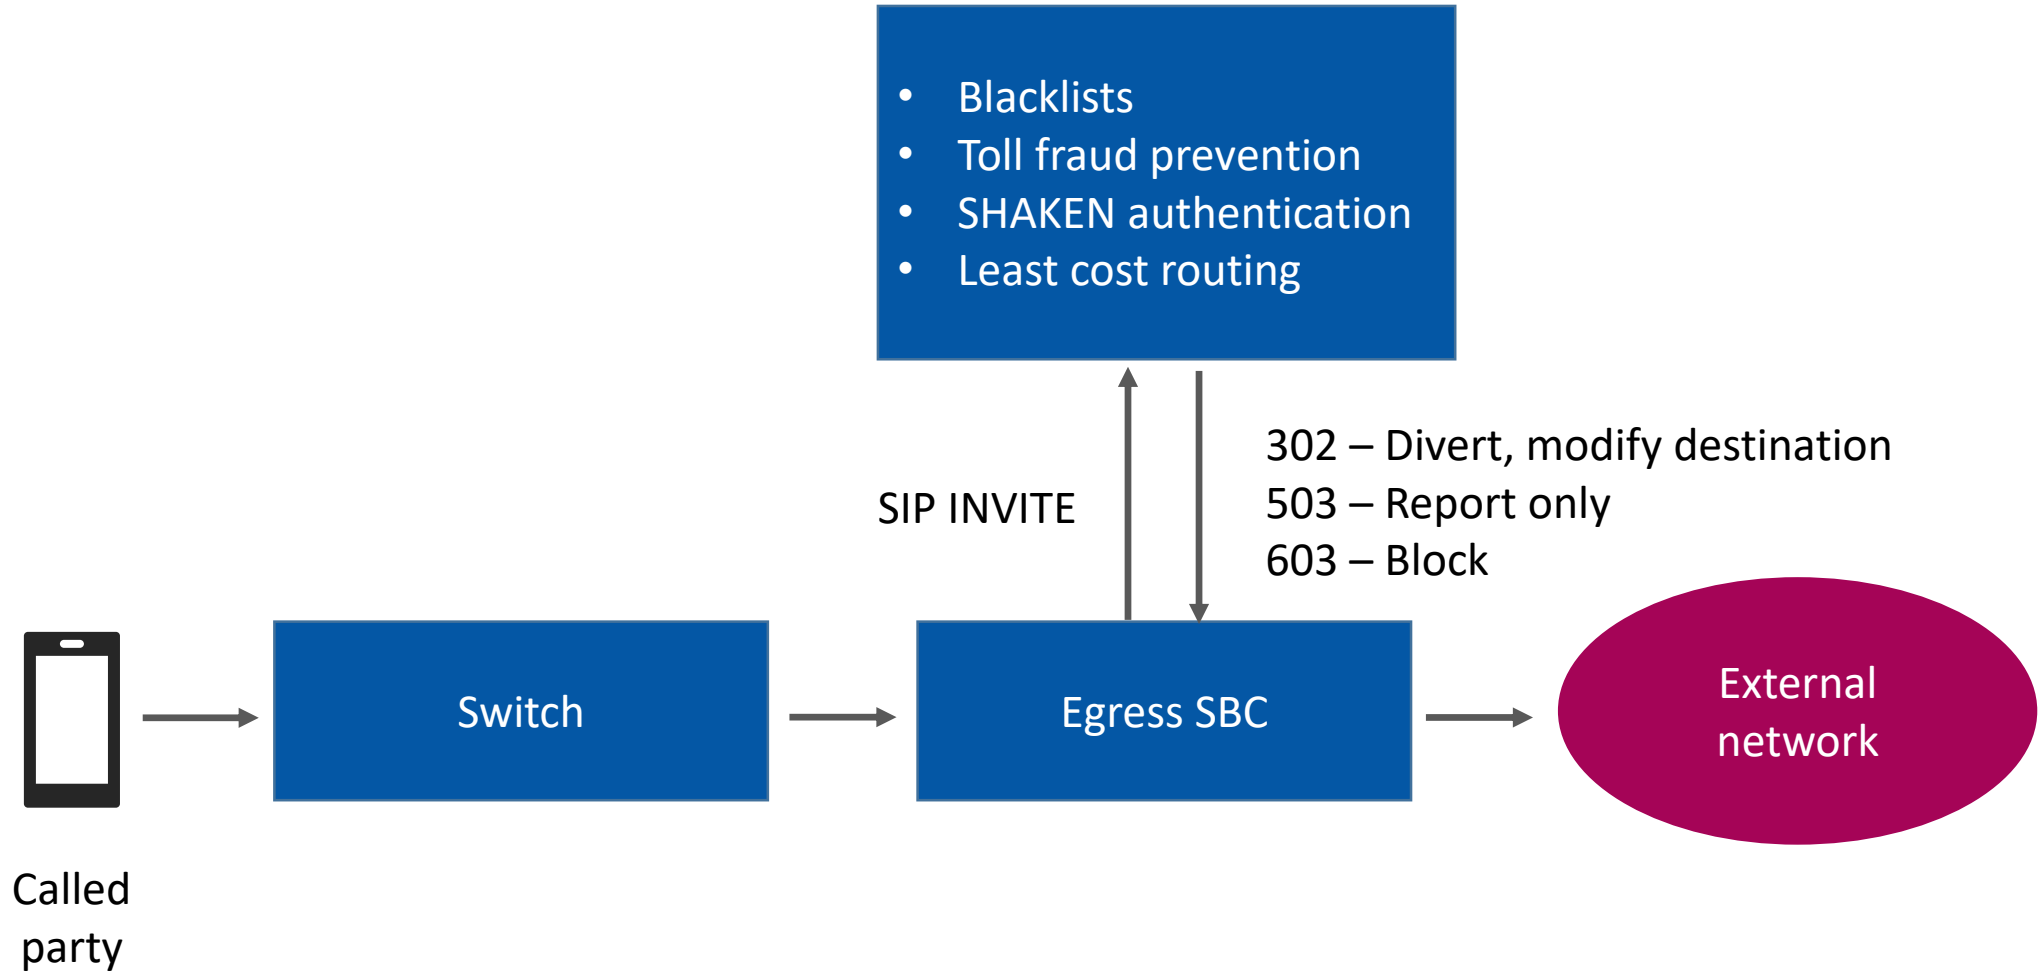 • Blacklists
• Toll fraud prevention
• SHAKEN authentication
• Least cost routing
302 – Divert, modify destination
SIP INVITE
503 – Report only
603 – Block
Switch
Egress SBC
External
network
Called
party